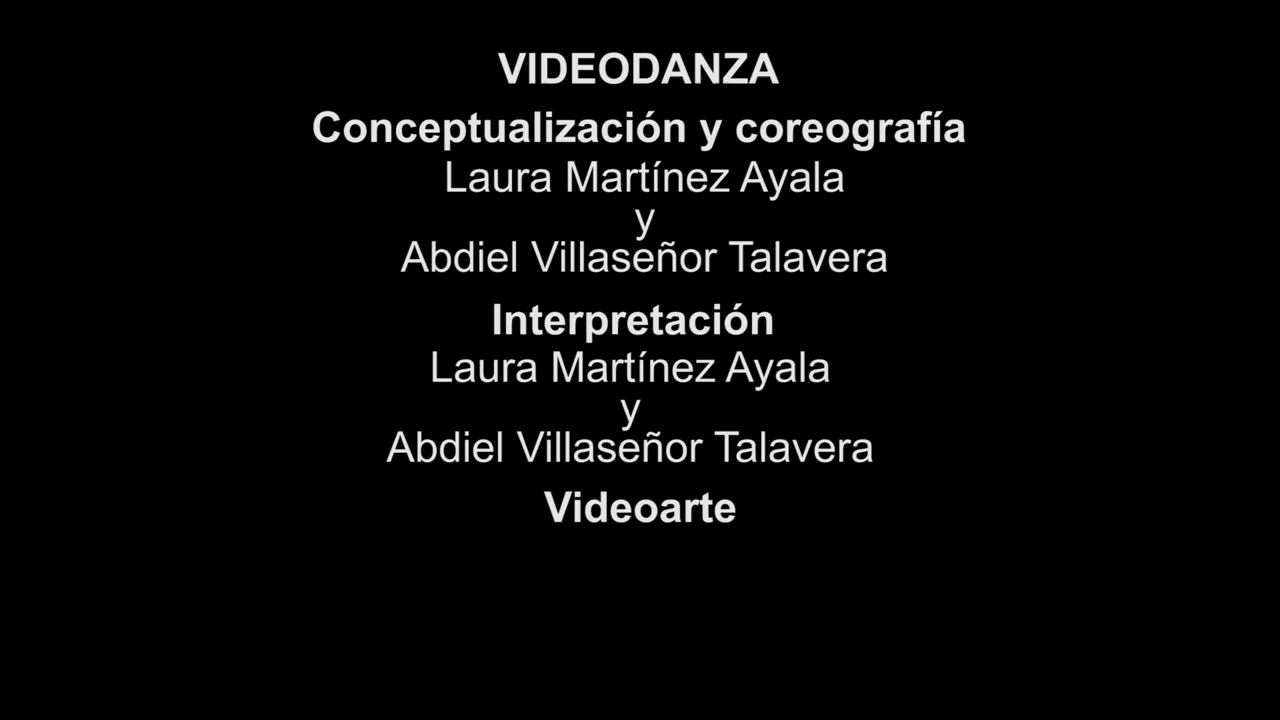 VIDEODANZA
Conceptualización y coreografía
Laura Martínez Ayala
y
Abdiel Villaseñor Talavera
Interpretación
Laura Martínez Ayala
y
Abdiel Villaseñor Talavera
Videoarte